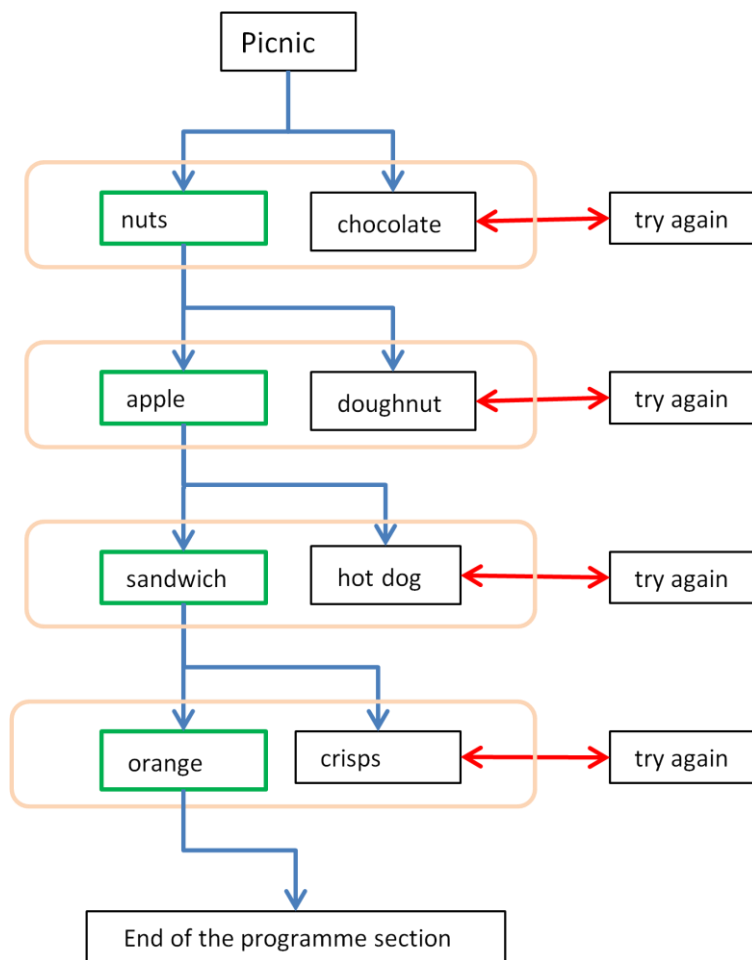 Picnic
nuts
chocolate
try again
apple
doughnut
try again
sandwich
hot dog
try again
orange
crisps
try again
End of the programme section